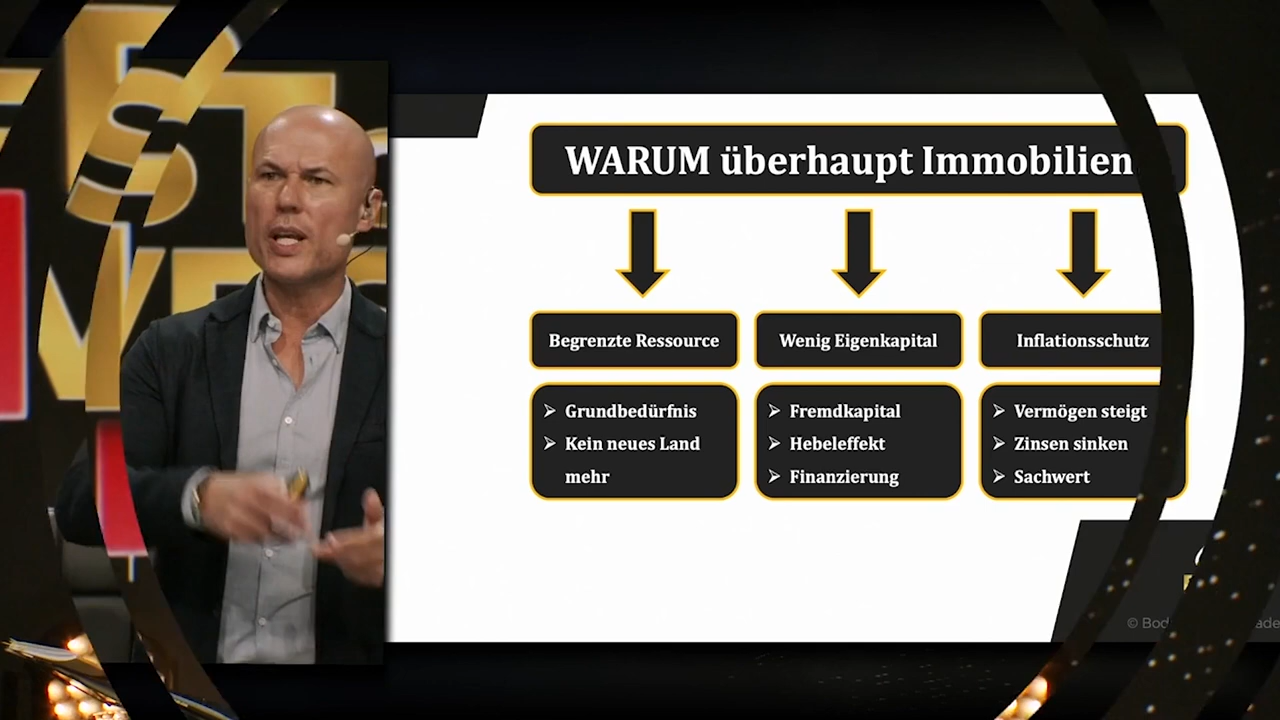 WARUM überhaupt Immobilien
Begrenzte Ressource
Wenig Eigenkapital
Inflationsschutz
Grundbedürfnis
Kein neues Land
mehr
Fremdkapital
Hebeleffekt
Finanzierung
Vermögen steigt
Zinsen sinken
Sachwert
©